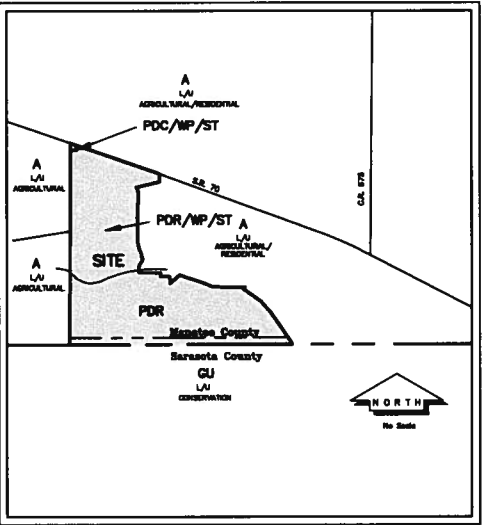 A
L/U
AGRICULTURAL/RESIDENTIAL
PDC/WP/ST
C.R. 675
S.R. 70
A
L/U
AGRICULTURAL
PDR/WP/ST
A
L/U
AGRICULTURAL/
RESIDENTIAL
SITE
A
L/U
AGRICULTURAL
PDR
Manatee County
Sarasota County
GU
L/U
CONSERVATION
NORTH
No Scale